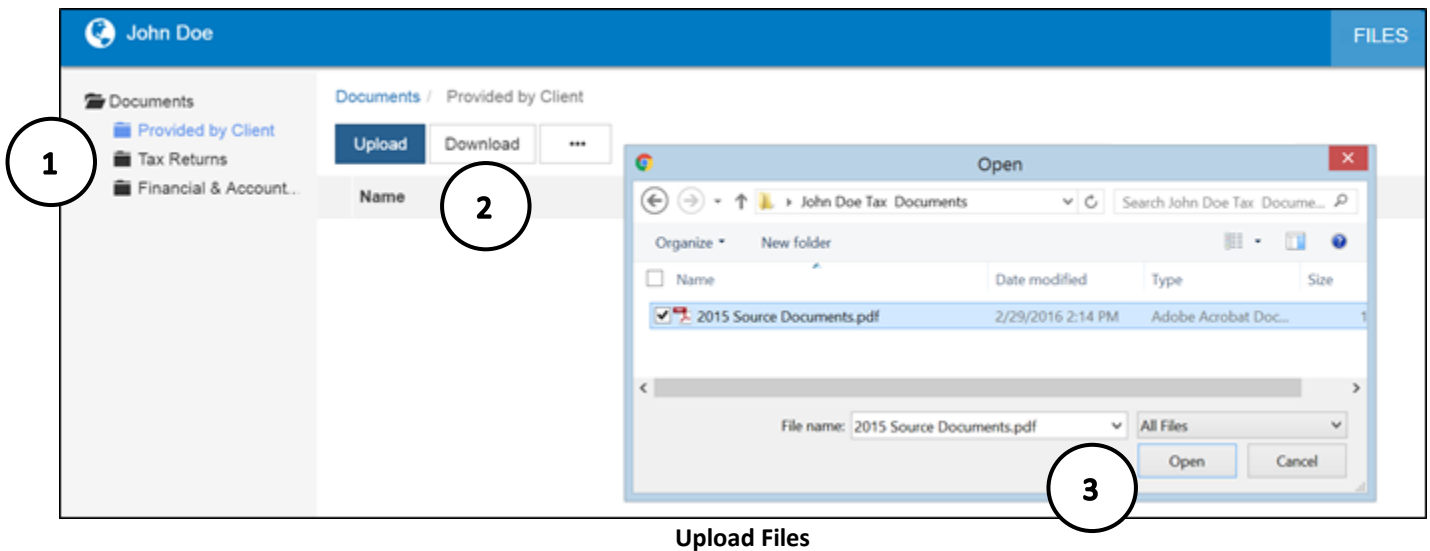 John Doe
FILES
Documents
Provided by Client
Tax Returns
Financial & Account...
Documents / Provided by Client
Upload Download •••
Name
1
2
Open
John Doe Tax Documents
Search John Doe Tax Docume...
Organize New folder
Name Date modified Type Size
2015 Source Documents.pdf 2/29/2016 2:14 PM Adobe Acrobat Doc... 1
File name: 2015 Source Documents.pdf All Files
Open Cancel
3
Upload Files